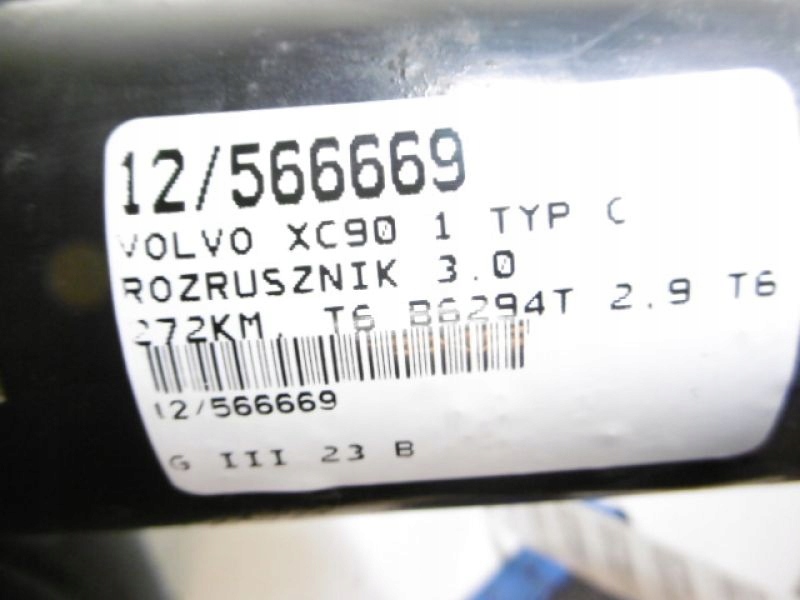 12/566669
VOLVO XC90 1 TYP C
ROZRUSZNIK 3.0
272KM, T6 B6294T 2.9 T6
12/566669
G III 23 B